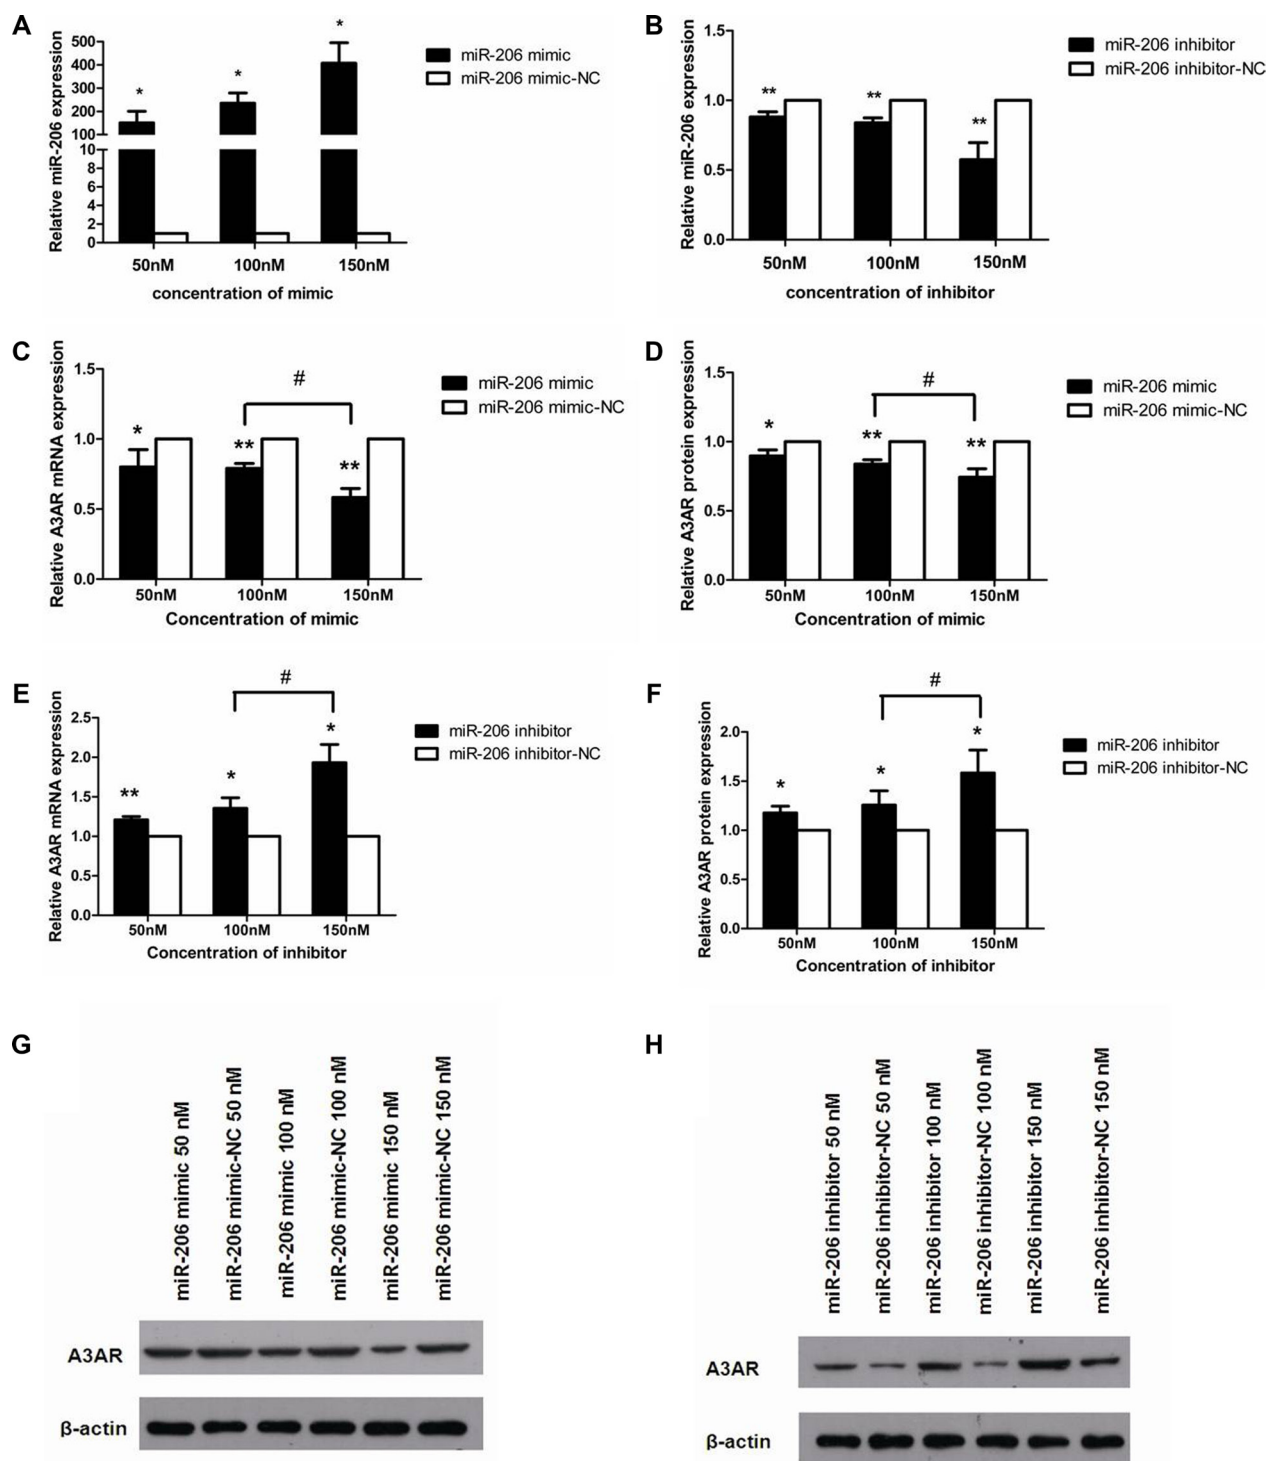 A
Relative miR-206 expression
500
400
300
200
100
10
8
6
4
2
0
*
*
*
miR-206 mimic
miR-206 mimic-NC
50nM 100nM 150nM
concentration of mimic
B
Relative miR-206 expression
1.5
1.0
0.5
0.0
**
**
**
miR-206 inhibitor
miR-206 inhibitor-NC
50nM 100nM 150nM
concentration of inhibitor
C
Relative A3AR mRNA expression
1.5
1.0
0.5
0.0
#
*
**
**
miR-206 mimic
miR-206 mimic-NC
50nM 100nM 150nM
Concentration of mimic
D
Relative A3AR protein expression
1.5
1.0
0.5
0.0
#
*
**
**
miR-206 mimic
miR-206 mimic-NC
50nM 100nM 150nM
Concentration of mimic
E
Relative A3AR mRNA expression
2.5
2.0
1.5
1.0
0.5
0.0
#
**
*
*
miR-206 inhibitor
miR-206 inhibitor-NC
50nM 100nM 150nM
Concentration of inhibitor
F
Relative A3AR protein expression
2.0
1.5
1.0
0.5
0.0
#
*
*
*
miR-206 inhibitor
miR-206 inhibitor-NC
50nM 100nM 150nM
Concentration of inhibitor
G
miR-206 mimic 50 nM
miR-206 mimic-NC 50 nM
miR-206 mimic 100 nM
miR-206 mimic-NC 100 nM
miR-206 mimic 150 nM
miR-206 mimic-NC 150 nM
A3AR
β-actin
H
miR-206 inhibitor 50 nM
miR-206 inhibitor-NC 50 nM
miR-206 inhibitor 100 nM
miR-206 inhibitor-NC 100 nM
miR-206 inhibitor 150 nM
miR-206 inhibitor-NC 150 nM
A3AR
β-actin